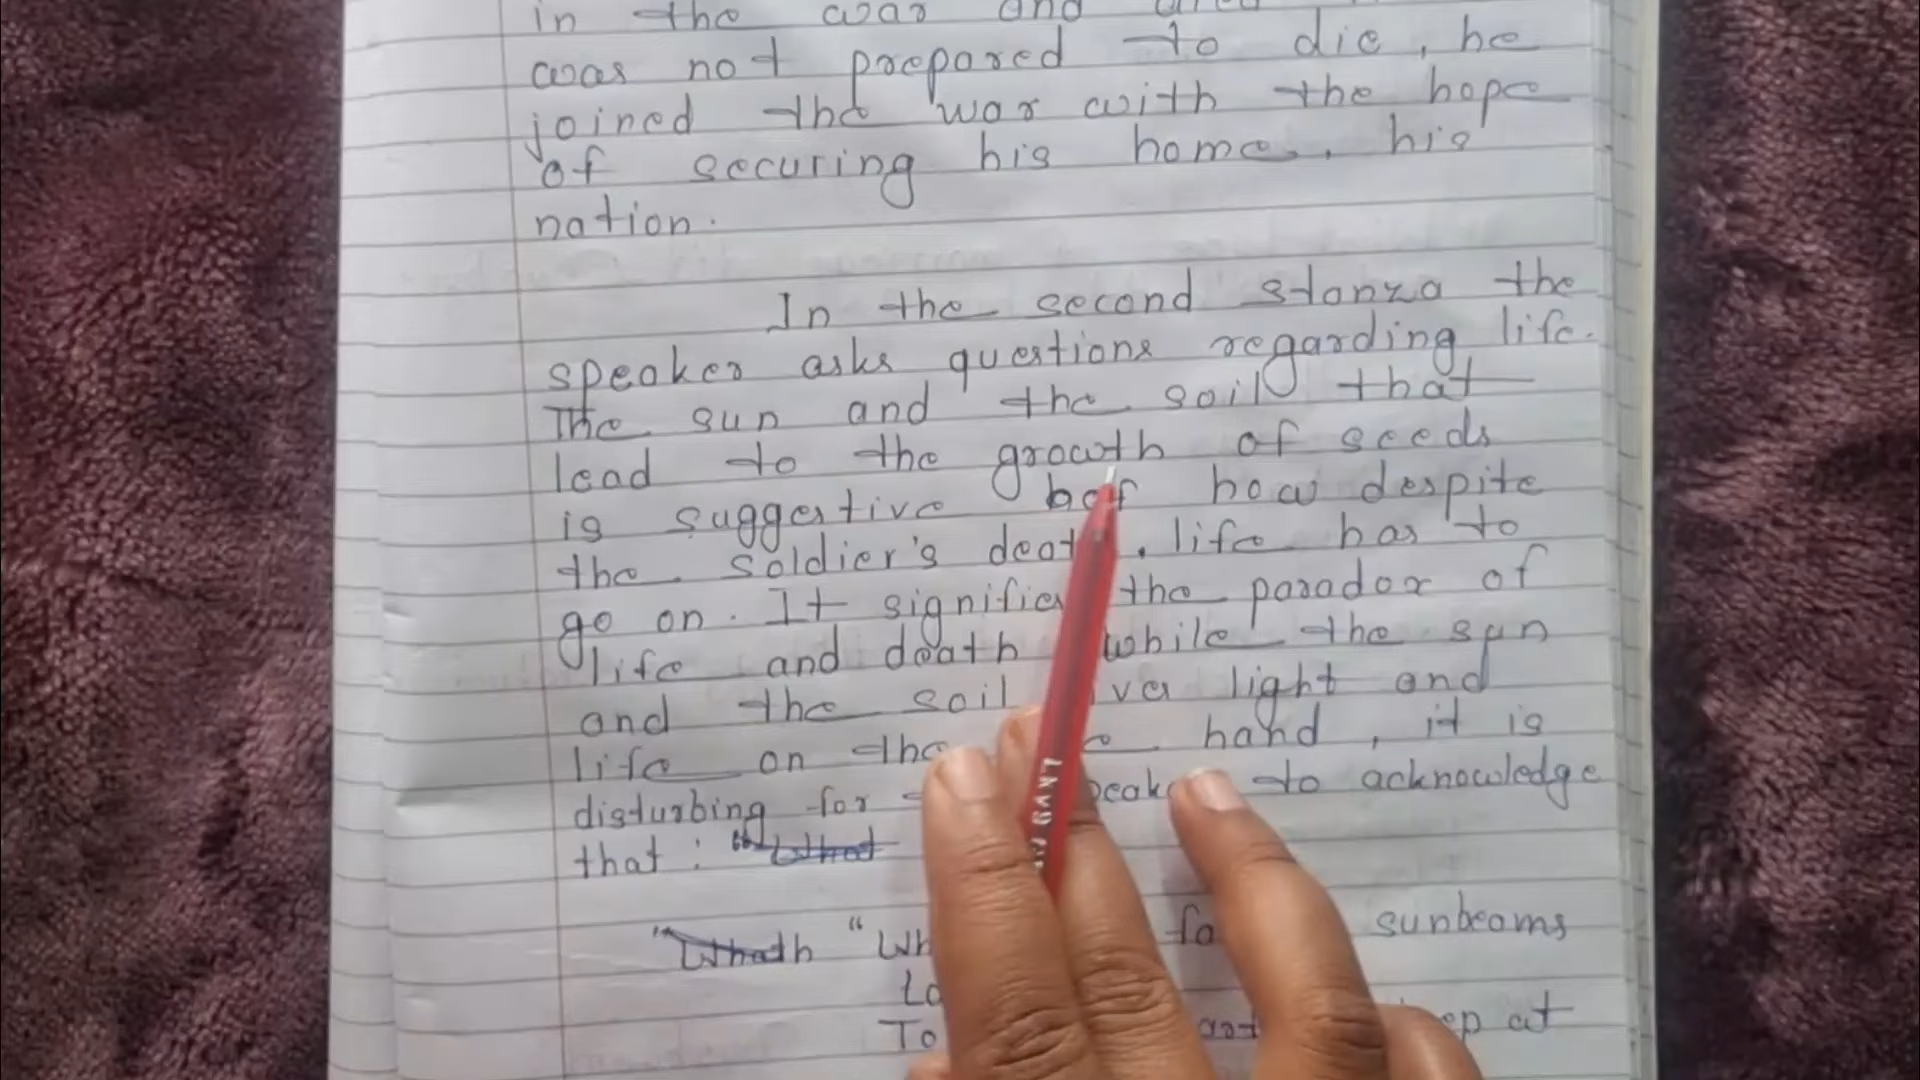 in the war and
was not prepared to die, he
joined the war with the hope
of securing his home, his
nation.
In the second stanza the
speaker asks questions regarding life.
The sun and the soil that
lead to the growth of seeds
is suggestive of how despite
the soldier's death, life has to
go on. It signifies the paradox of
life and death while the sun
and the soil light and
life on the hand, it is
disturbing for to acknowledge
that :
" sunbeams
To at